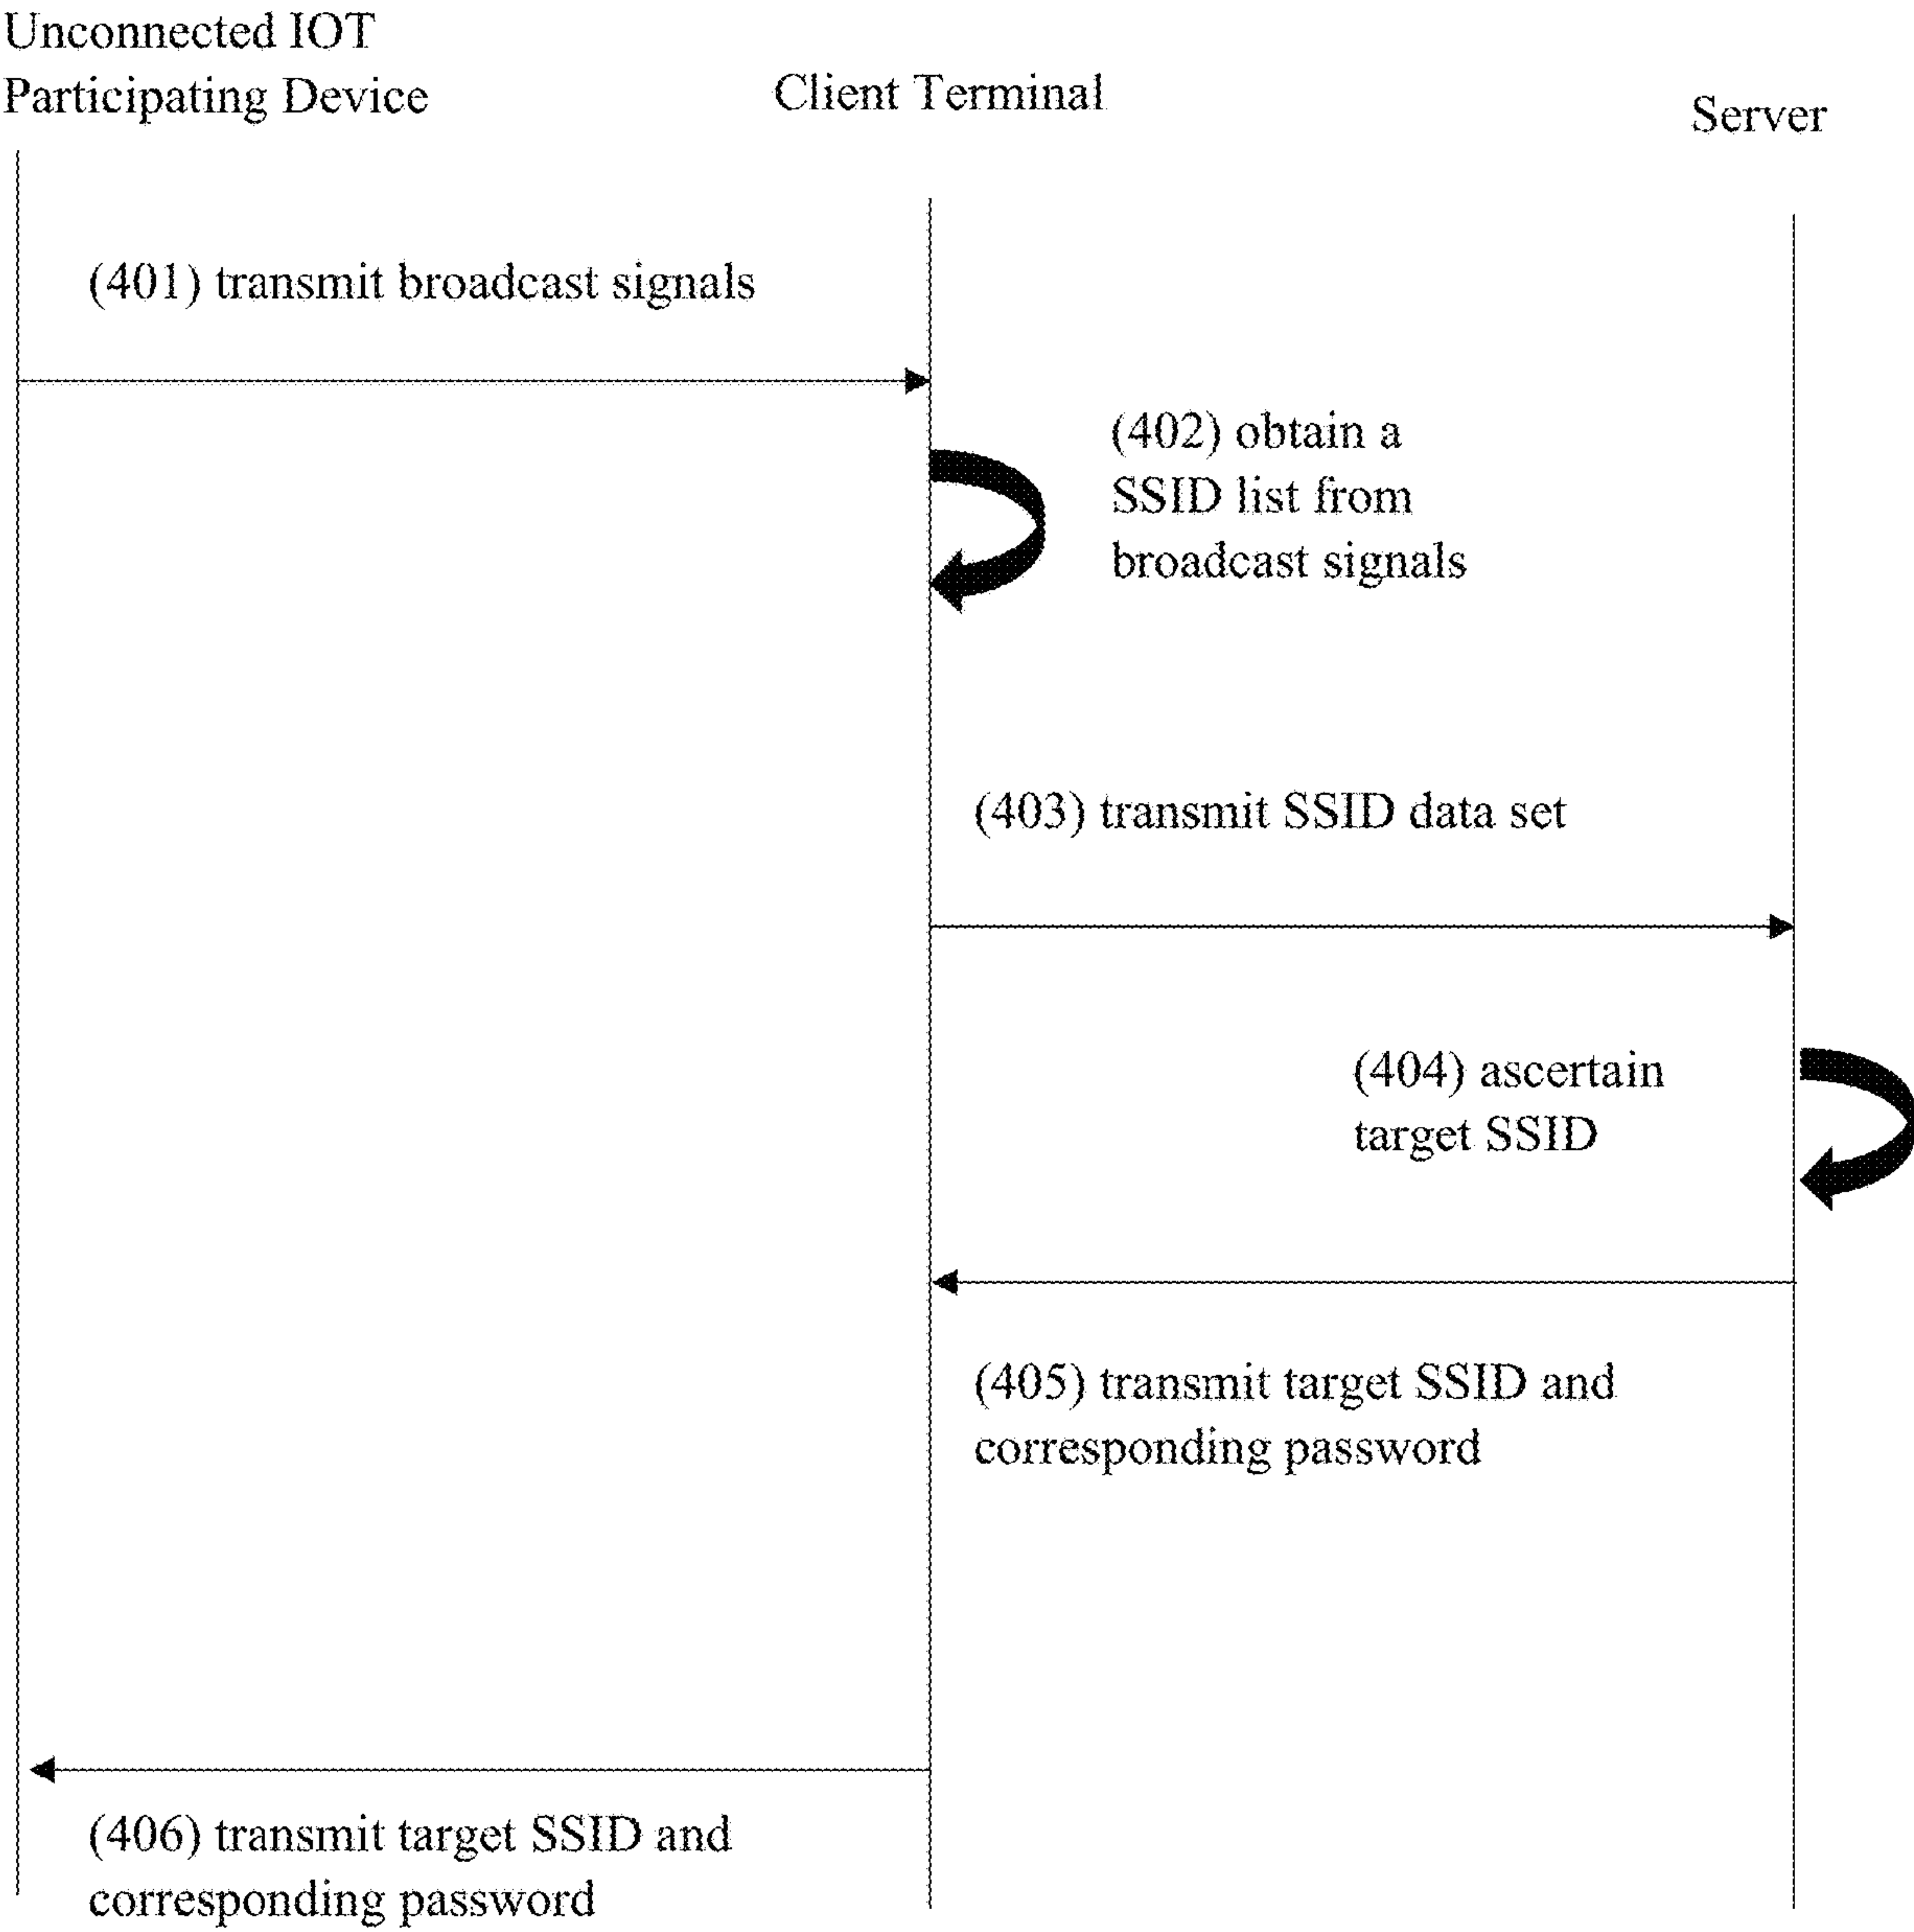 Unconnected IOT
Participating Device
Client Terminal
Server
(401) transmit broadcast signals
(402) obtain a
SSID list from
broadcast signals
(403) transmit SSID data set
(404) ascertain
target SSID
(405) transmit target SSID and
corresponding password
(406) transmit target SSID and
corresponding password